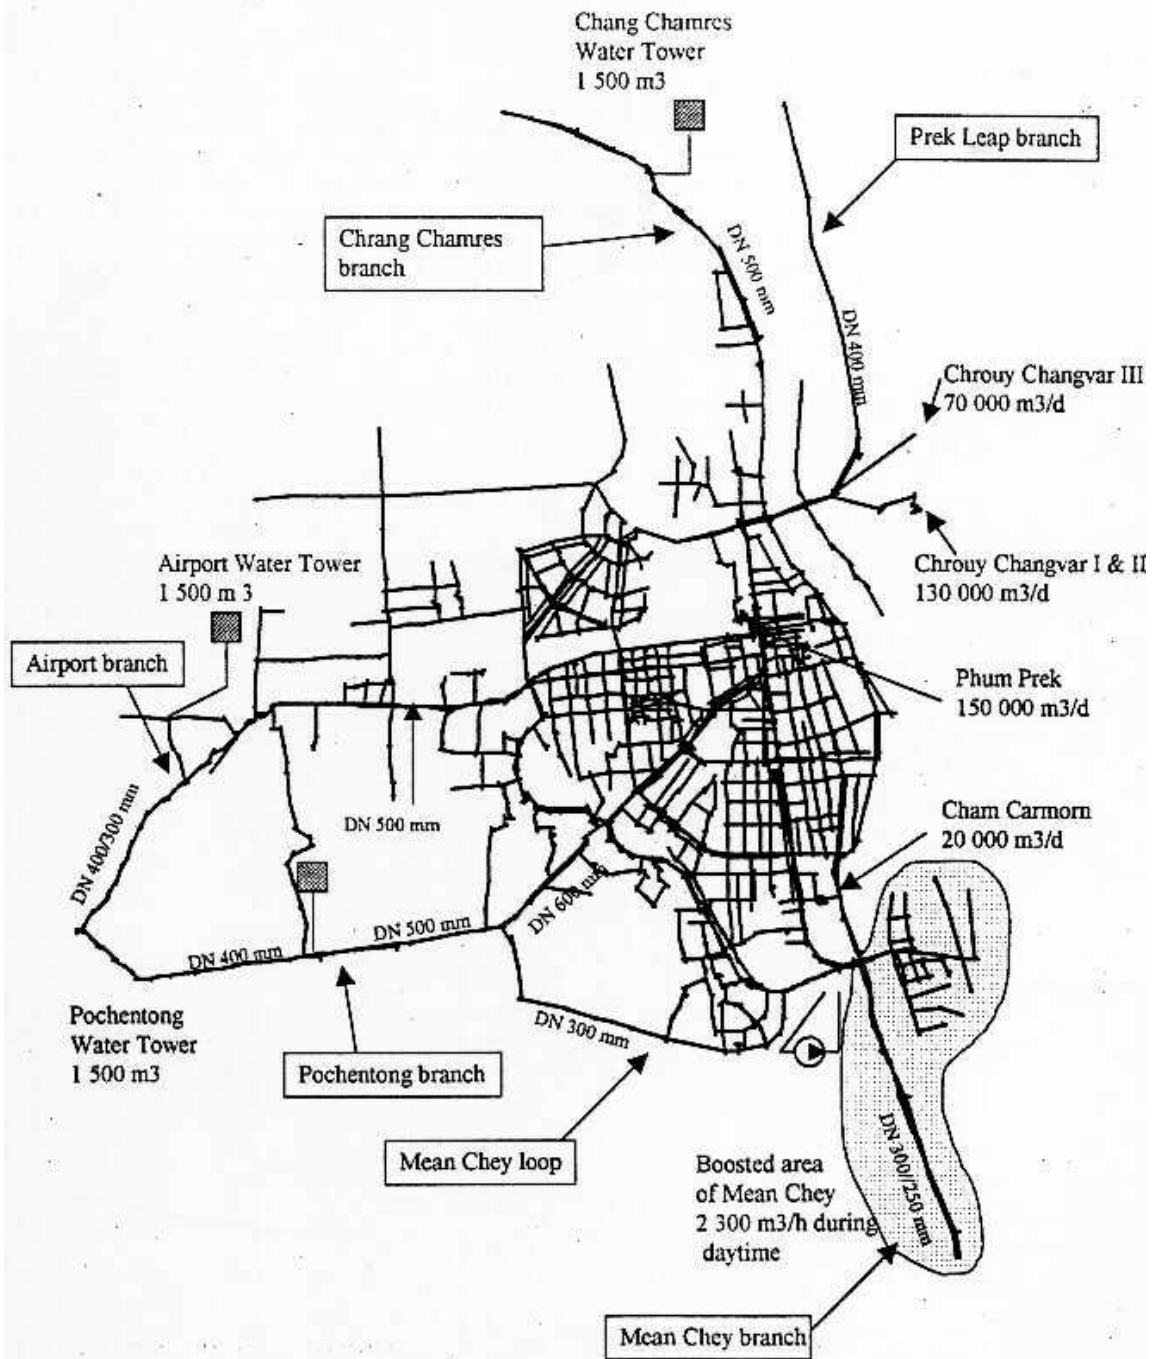 Chang Chamres
Water Tower
1 500 m3
Prek Leap branch
Chrang Chamres
branch
DN 500 mm
DN 400 mm
Chrouy Changvar III
70 000 m3/d
Airport Water Tower
1 500 m 3
Chrouy Changvar I & II
130 000 m3/d
Airport branch
Phum Prek
150 000 m3/d
DN 400/300 mm
DN 500 mm
Cham Carmorn
20 000 m3/d
DN 600 mm
DN 500 mm
DN 400 mm
Pochentong
Water Tower
1 500 m3
DN 300 mm
Pochentong branch
Mean Chey loop
DN 300//250 mm
Boosted area
of Mean Chey
2 300 m3/h during
daytime
Mean Chey branch